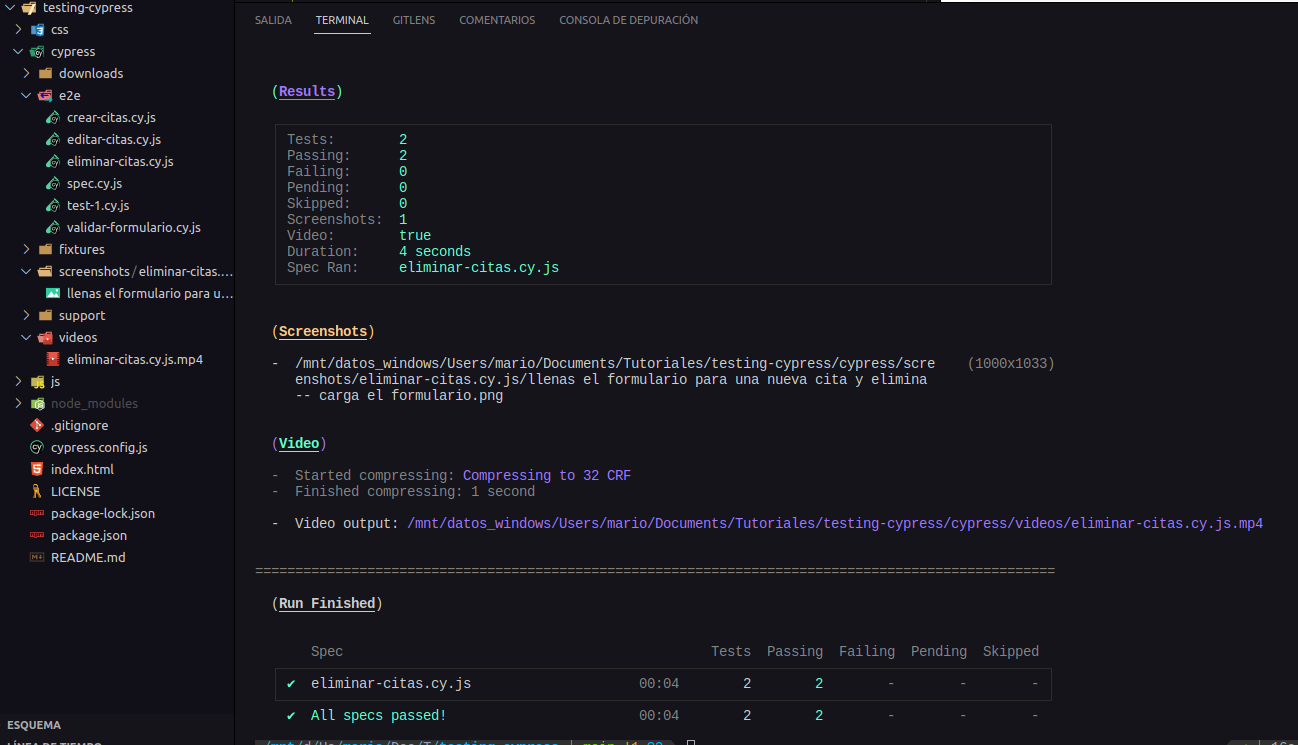 testing-cypress
css
cypress
downloads
e2e
crear-citas.cy.js
editar-citas.cy.js
eliminar-citas.cy.js
spec.cy.js
test-1.cy.js
validar-formulario.cy.js
fixtures
screenshots/eliminar-citas....
llenas el formulario para u...
support
videos
eliminar-citas.cy.js.mp4
js
node_modules
.gitignore
cypress.config.js
index.html
LICENSE
package-lock.json
package.json
README.md
ESQUEMA
LÍNEA DE TIEMPO
SALIDA TERMINAL GITLENS COMENTARIOS CONSOLA DE DEPURACIÓN
(Results)
Tests: 2
Passing: 2
Failing: 0
Pending: 0
Skipped: 0
Screenshots: 1
Video: true
Duration: 4 seconds
Spec Ran: eliminar-citas.cy.js
(Screenshots)
- /mnt/datos_windows/Users/mario/Documents/Tutoriales/testing-cypress/cypress/scre (1000x1033)
enshots/eliminar-citas.cy.js/llenas el formulario para una nueva cita y elimina
-- carga el formulario.png
(Video)
- Started compressing: Compressing to 32 CRF
- Finished compressing: 1 second
- Video output: /mnt/datos_windows/Users/mario/Documents/Tutoriales/testing-cypress/cypress/videos/eliminar-citas.cy.js.mp4
====================================================================================================
(Run Finished)
Spec Tests Passing Failing Pending Skipped
✔ eliminar-citas.cy.js 00:04 2 2 - - -
✔ All specs passed! 00:04 2 2 - - -